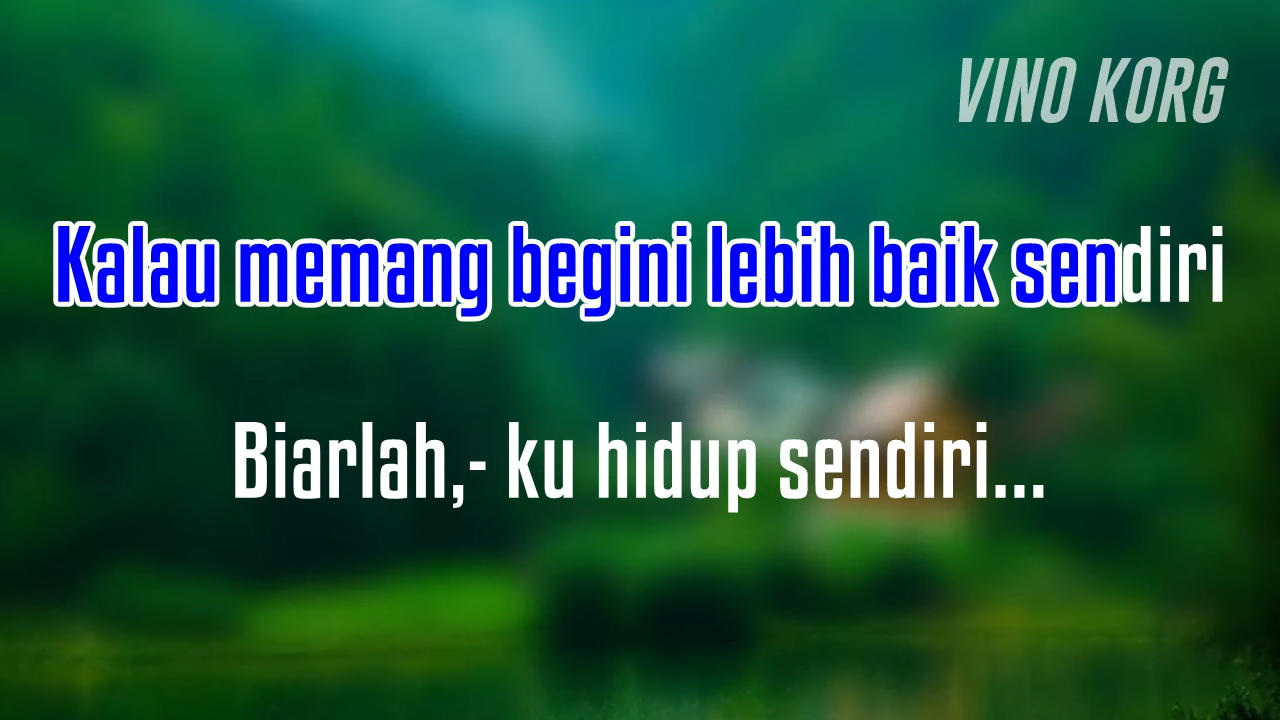 VINO KORG
Kalau memang begini lebih baik sendiri
Biarlah,- ku hidup sendiri...